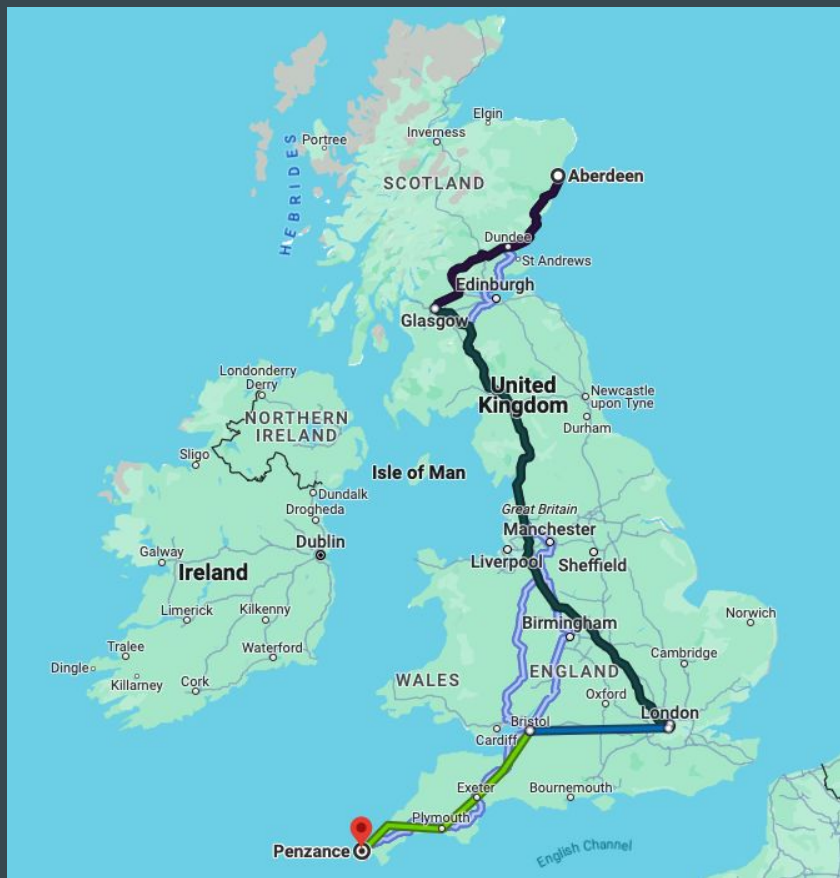 Elgin
Inverness
Portree
HEBRIDES
SCOTLAND
Aberdeen
Dundee
St Andrews
Edinburgh
Glasgow
United
Kingdom
Newcastle
upon Tyne
Durham
Londonderry
Derry
NORTHERN
IRELAND
Sligo
Isle of Man
Dundalk
Drogheda
Great Britain
Manchester
Dublin
Galway
Liverpool
Sheffield
Ireland
Limerick
Kilkenny
Birmingham
Norwich
Tralee
Waterford
Cambridge
Dingle
Killarney
Cork
WALES
ENGLAND
Oxford
London
Bristol
Cardiff
Exeter
Bournemouth
Plymouth
Penzance
English Channel